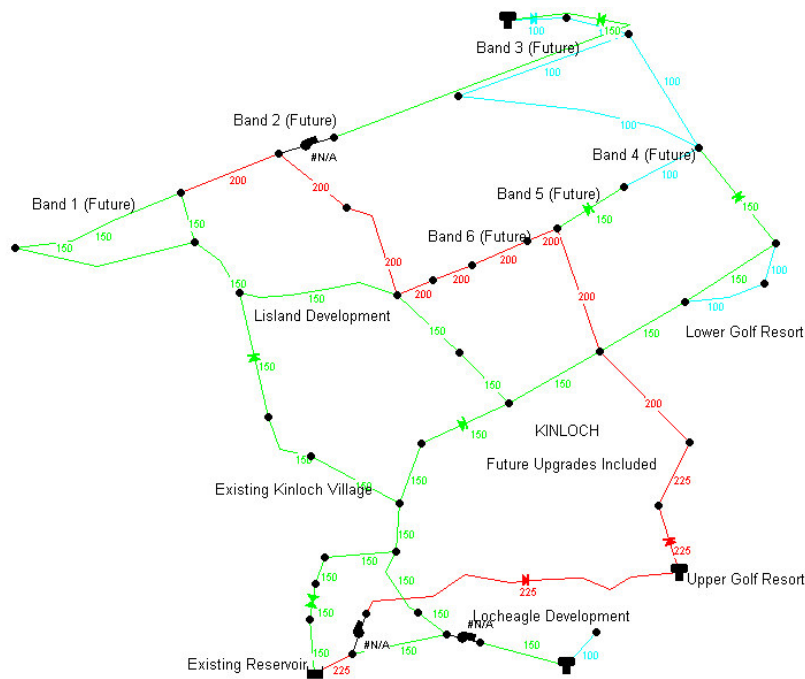 100
150
Band 3 (Future)
100
100
Band 2 (Future)
100
#N/A
Band 4 (Future)
200
200
100
Band 1 (Future)
Band 5 (Future)
150
150
150
150
Band 6 (Future)
150
200
200
150
150
200
200
200
150
100
Lisland Development
Lower Golf Resort
150
150
150
150
200
150
KINLOCH
150
Future Upgrades Included
150
Existing Kinloch Village
225
150
150
150
225
150
150
225
Upper Golf Resort
150
150
Locheagle Development
#N/A
#N/A
150
150
100
Existing Reservoir
225